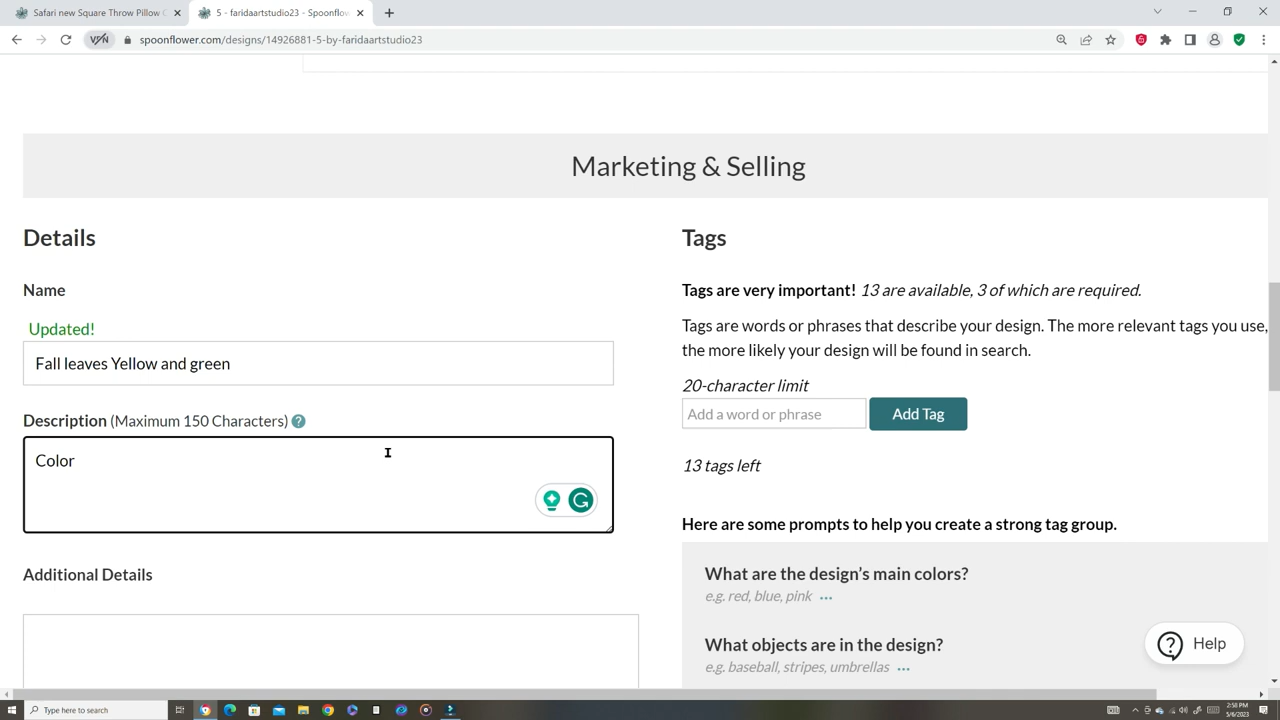 Safari new Square Throw Pillow C
5 - faridaartstudio23 - Spoonflow
spoonflower.com/designs/14926881-5-by-faridaartstudio23
Marketing & Selling
Details
Name
Updated!
Fall leaves Yellow and green
Description (Maximum 150 Characters) ?
Color
Additional Details
Tags
Tags are very important! 13 are available, 3 of which are required.
Tags are words or phrases that describe your design. The more relevant tags you use,
the more likely your design will be found in search.
20-character limit
Add a word or phrase
Add Tag
13 tags left
Here are some prompts to help you create a strong tag group.
What are the design's main colors?
e.g. red, blue, pink ...
What objects are in the design?
e.g. baseball, stripes, umbrellas ...
Help
Type here to search
2:58 PM
5/6/2023